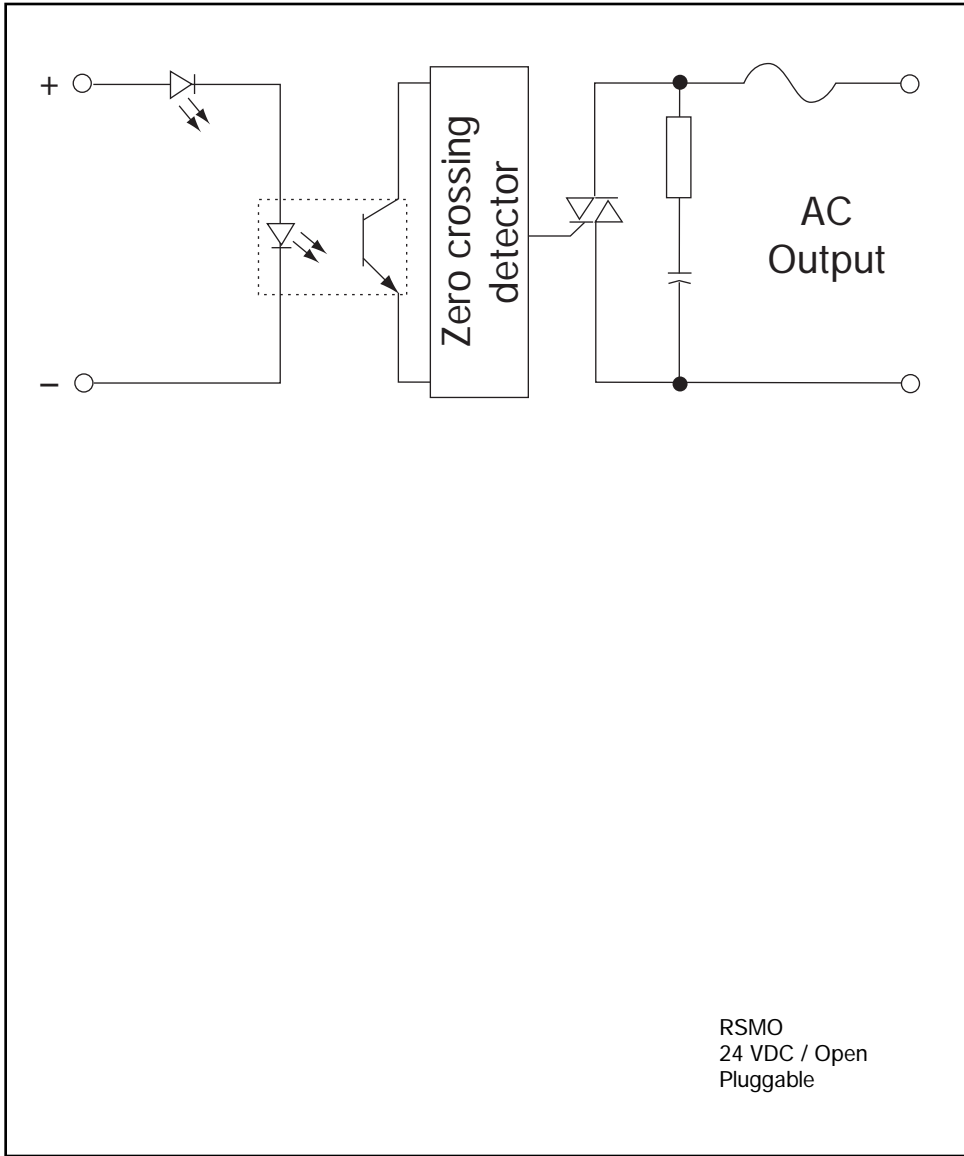 +
Zero crossing
detector
AC
Output
–
RSMO
24 VDC / Open
Pluggable